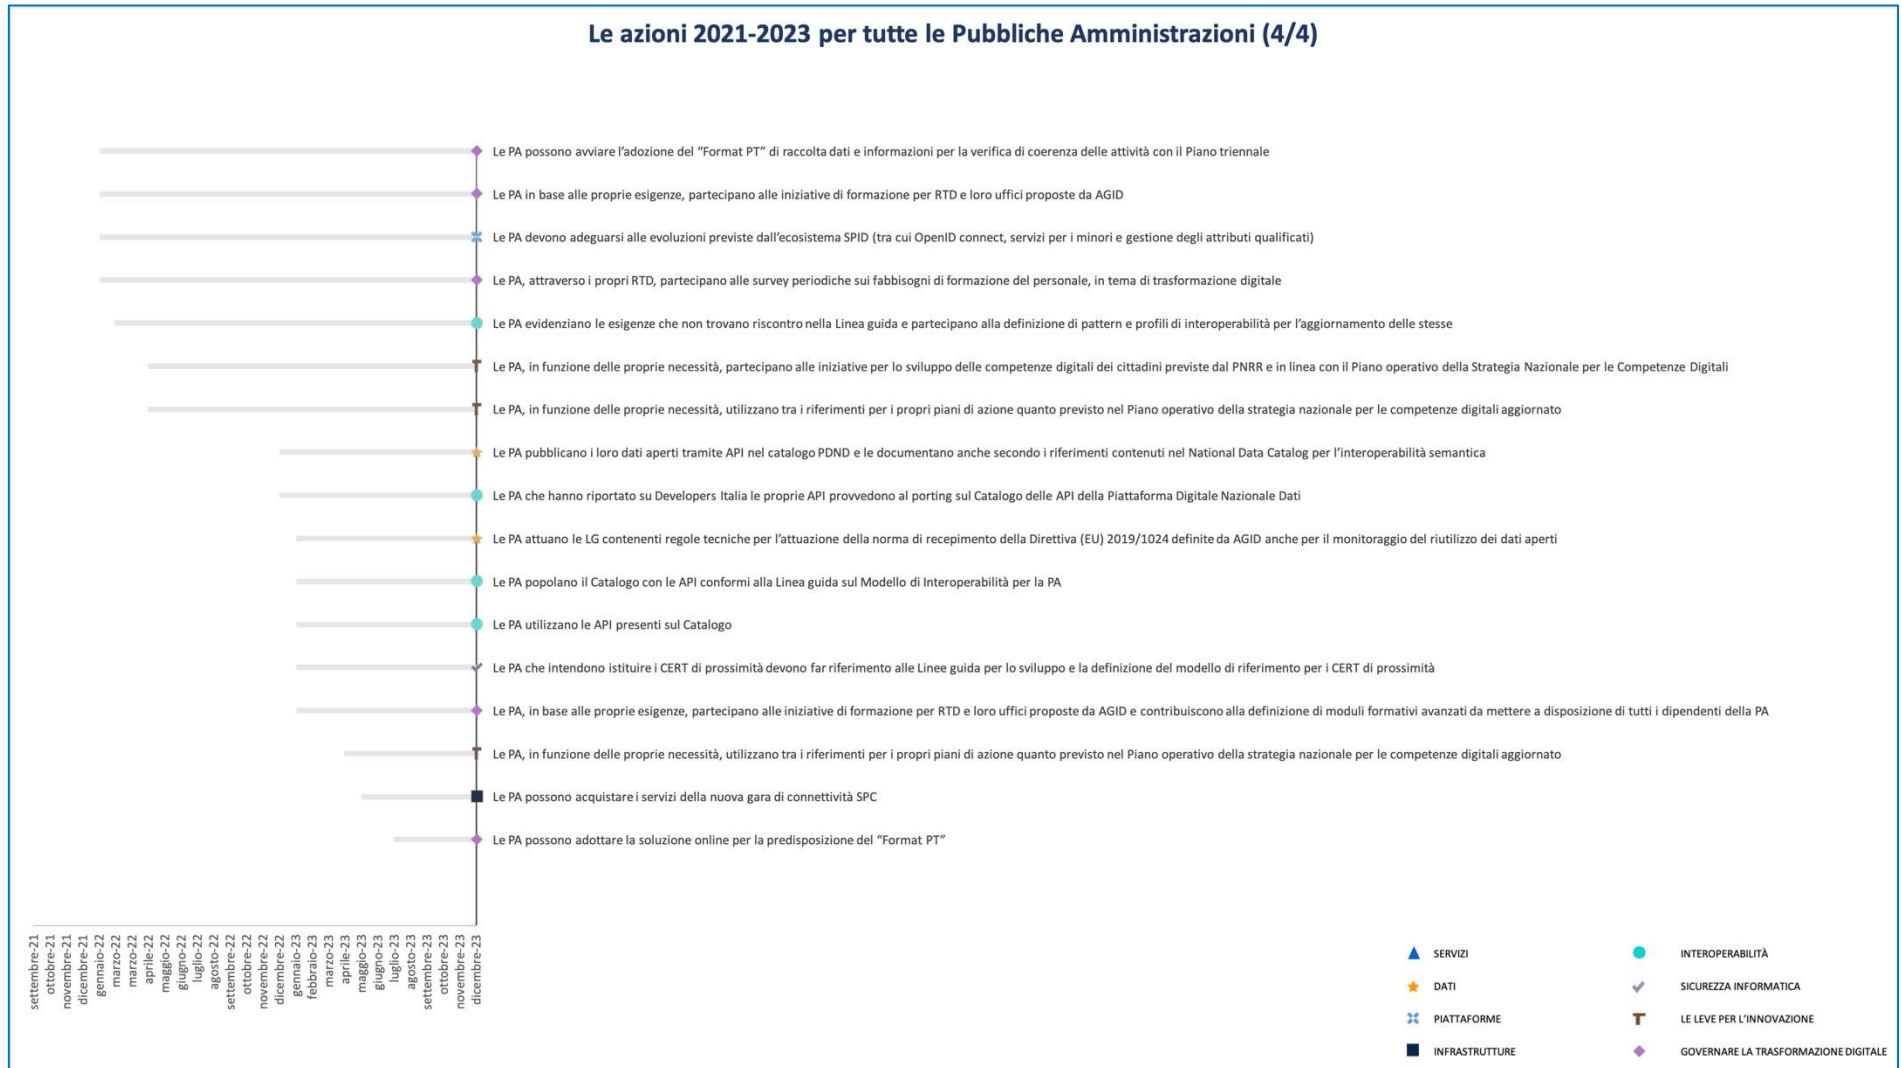 Le azioni 2021-2023 per tutte le Pubbliche Amministrazioni (4/4)
Le PA possono avviare l’adozione del “Format PT” di raccolta dati e informazioni per la verifica di coerenza delle attività con il Piano triennale
Le PA in base alle proprie esigenze, partecipano alle iniziative di formazione per RTD e loro uffici proposte da AGID
Le PA devono adeguarsi alle evoluzioni previste dall’ecosistema SPID (tra cui OpenID connect, servizi per i minori e gestione degli attributi qualificati)
Le PA, attraverso i propri RTD, partecipano alle survey periodiche sui fabbisogni di formazione del personale, in tema di trasformazione digitale
Le PA evidenziano le esigenze che non trovano riscontro nella Linea guida e partecipano alla definizione di pattern e profili di interoperabilità per l’aggiornamento delle stesse
Le PA, in funzione delle proprie necessità, partecipano alle iniziative per lo sviluppo delle competenze digitali dei cittadini previste dal PNRR e in linea con il Piano operativo della Strategia Nazionale per le Competenze Digitali
Le PA, in funzione delle proprie necessità, utilizzano tra i riferimenti per i propri piani di azione quanto previsto nel Piano operativo della strategia nazionale per le competenze digitali aggiornato
Le PA pubblicano i loro dati aperti tramite API nel catalogo PDND e le documentano anche secondo i riferimenti contenuti nel National Data Catalog per l’interoperabilità semantica
Le PA che hanno riportato su Developers Italia le proprie API provvedono al porting sul Catalogo delle API della Piattaforma Digitale Nazionale Dati
Le PA attuano le LG contenenti regole tecniche per l’attuazione della norma di recepimento della Direttiva (EU) 2019/1024 definite da AGID anche per il monitoraggio del riutilizzo dei dati aperti
Le PA popolano il Catalogo con le API conformi alla Linea guida sul Modello di Interoperabilità per la PA
Le PA utilizzano le API presenti sul Catalogo
Le PA che intendono istituire i CERT di prossimità devono far riferimento alle Linee guida per lo sviluppo e la definizione del modello di riferimento per i CERT di prossimità
Le PA, in base alle proprie esigenze, partecipano alle iniziative di formazione per RTD e loro uffici proposte da AGID e contribuiscono alla definizione di moduli formativi avanzati da mettere a disposizione di tutti i dipendenti della PA
Le PA, in funzione delle proprie necessità, utilizzano tra i riferimenti per i propri piani di azione quanto previsto nel Piano operativo della strategia nazionale per le competenze digitali aggiornato
Le PA possono acquistare i servizi della nuova gara di connettività SPC
Le PA possono adottare la soluzione online per la predisposizione del “Format PT”
settembre-21
ottobre-21
novembre-21
dicembre-21
gennaio-22
marzo-22
marzo-22
aprile-22
maggio-22
giugno-22
luglio-22
agosto-22
settembre-22
ottobre-22
novembre-22
dicembre-22
gennaio-23
febbraio-23
marzo-23
aprile-23
maggio-23
giugno-23
luglio-23
agosto-23
settembre-23
ottobre-23
novembre-23
dicembre-23
SERVIZI
DATI
PIATTAFORME
INFRASTRUTTURE
INTEROPERABILITÀ
SICUREZZA INFORMATICA
LE LEVE PER L’INNOVAZIONE
GOVERNARE LA TRASFORMAZIONE DIGITALE